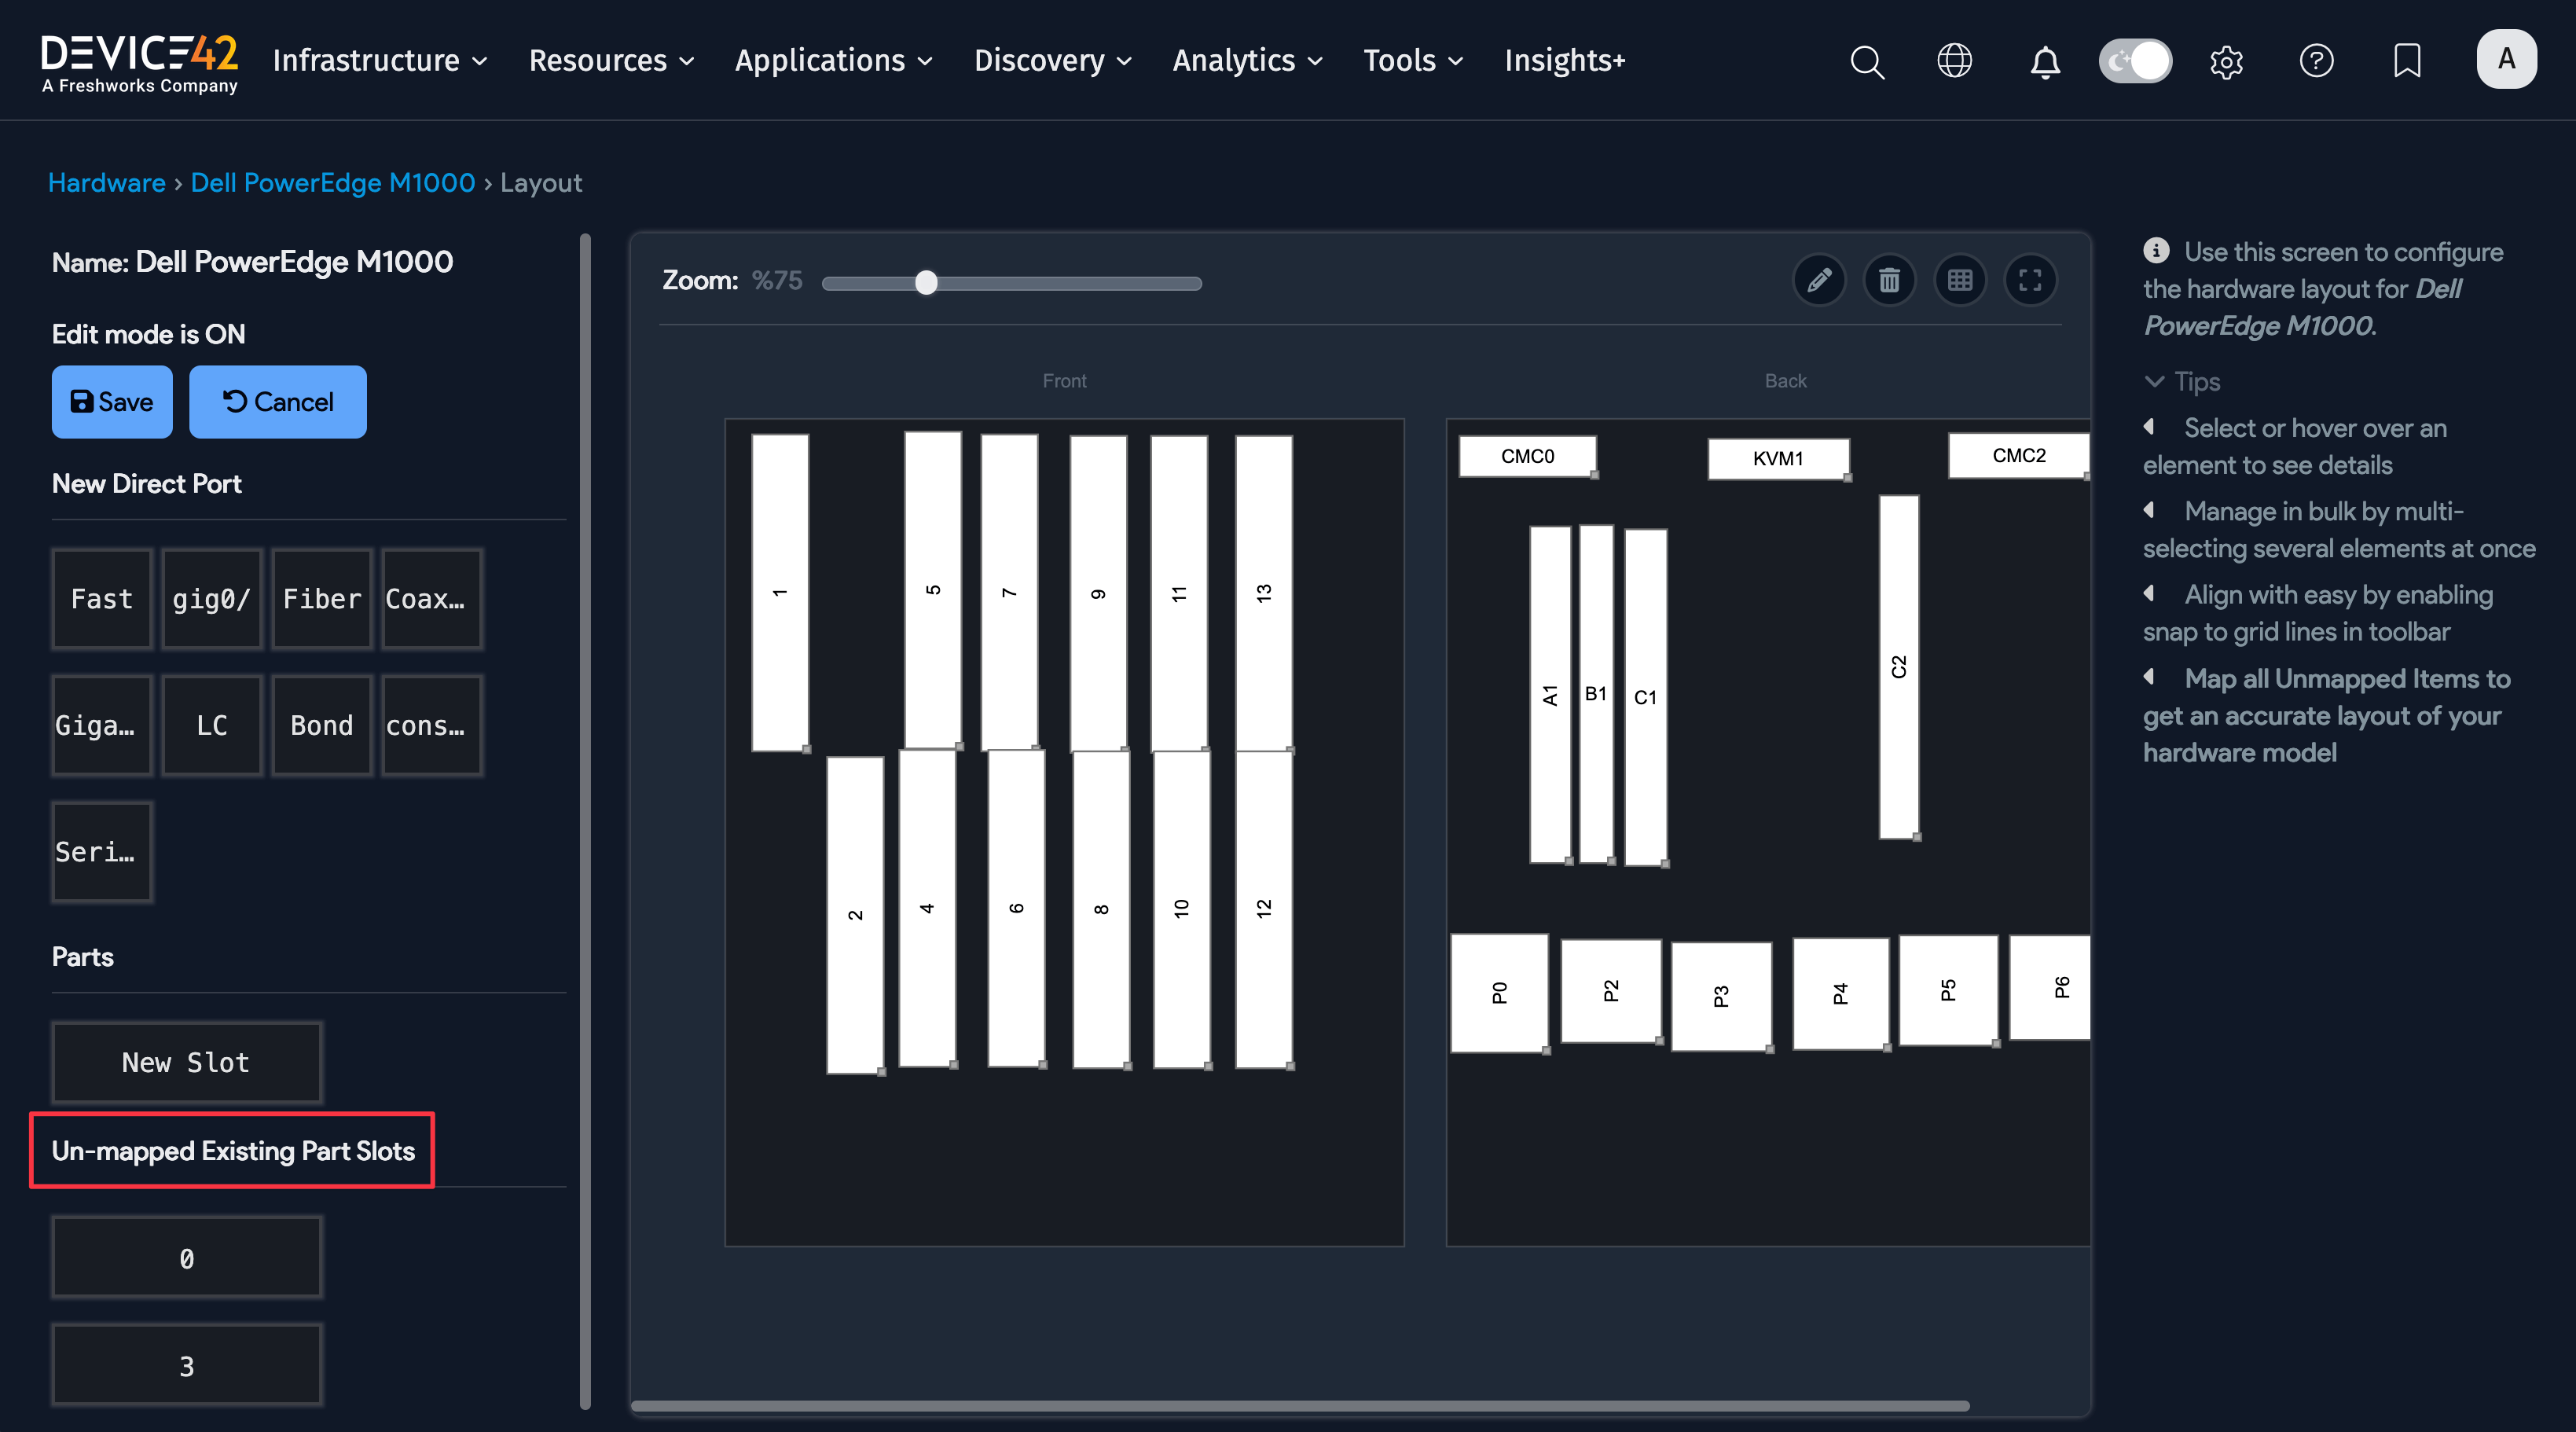 DEVICE42
A Freshworks Company
Infrastructure
Resources
Applications
Discovery
Analytics
Tools
Insights+
A
Hardware › Dell PowerEdge M1000 › Layout
Name: Dell PowerEdge M1000
Edit mode is ON
Save
Cancel
New Direct Port
Fast
gig0/
Fiber
Coax…
Giga…
LC
Bond
cons…
Seri…
Parts
New Slot
Un-mapped Existing Part Slots
0
3
Zoom: %75
Front
1
5
7
9
11
13
2
4
6
8
10
12
Back
CMC0
KVM1
CMC2
A1
B1
C1
C2
P0
P2
P3
P4
P5
P6
Use this screen to configure
the hardware layout for Dell
PowerEdge M1000.
Tips
Select or hover over an
element to see details
Manage in bulk by multi-
selecting several elements at once
Align with easy by enabling
snap to grid lines in toolbar
Map all Unmapped Items to
get an accurate layout of your
hardware model